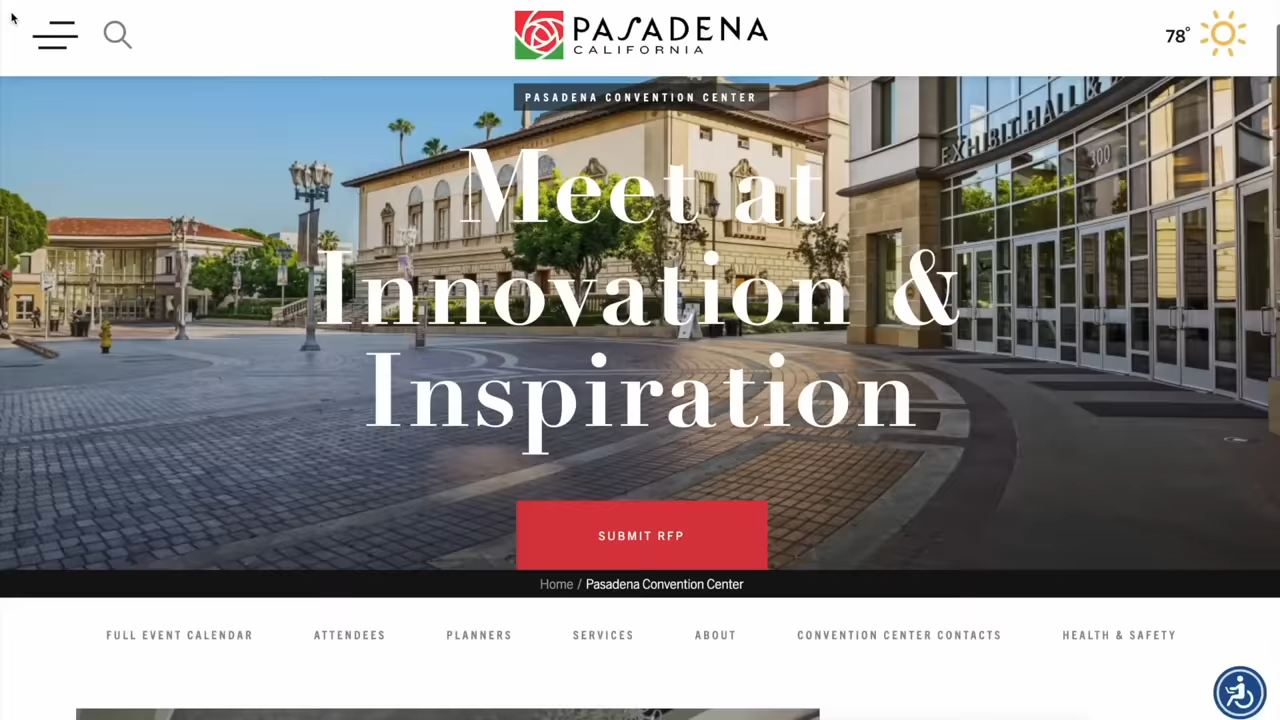 PASADENA
CALIFORNIA
78°
PASADENA CONVENTION CENTER
EXHIBIT HALL &
300
Meet at
Innovation &
Inspiration
SUBMIT RFP
Home / Pasadena Convention Center
FULL EVENT CALENDAR ATTENDEES PLANNERS SERVICES ABOUT CONVENTION CENTER CONTACTS HEALTH & SAFETY